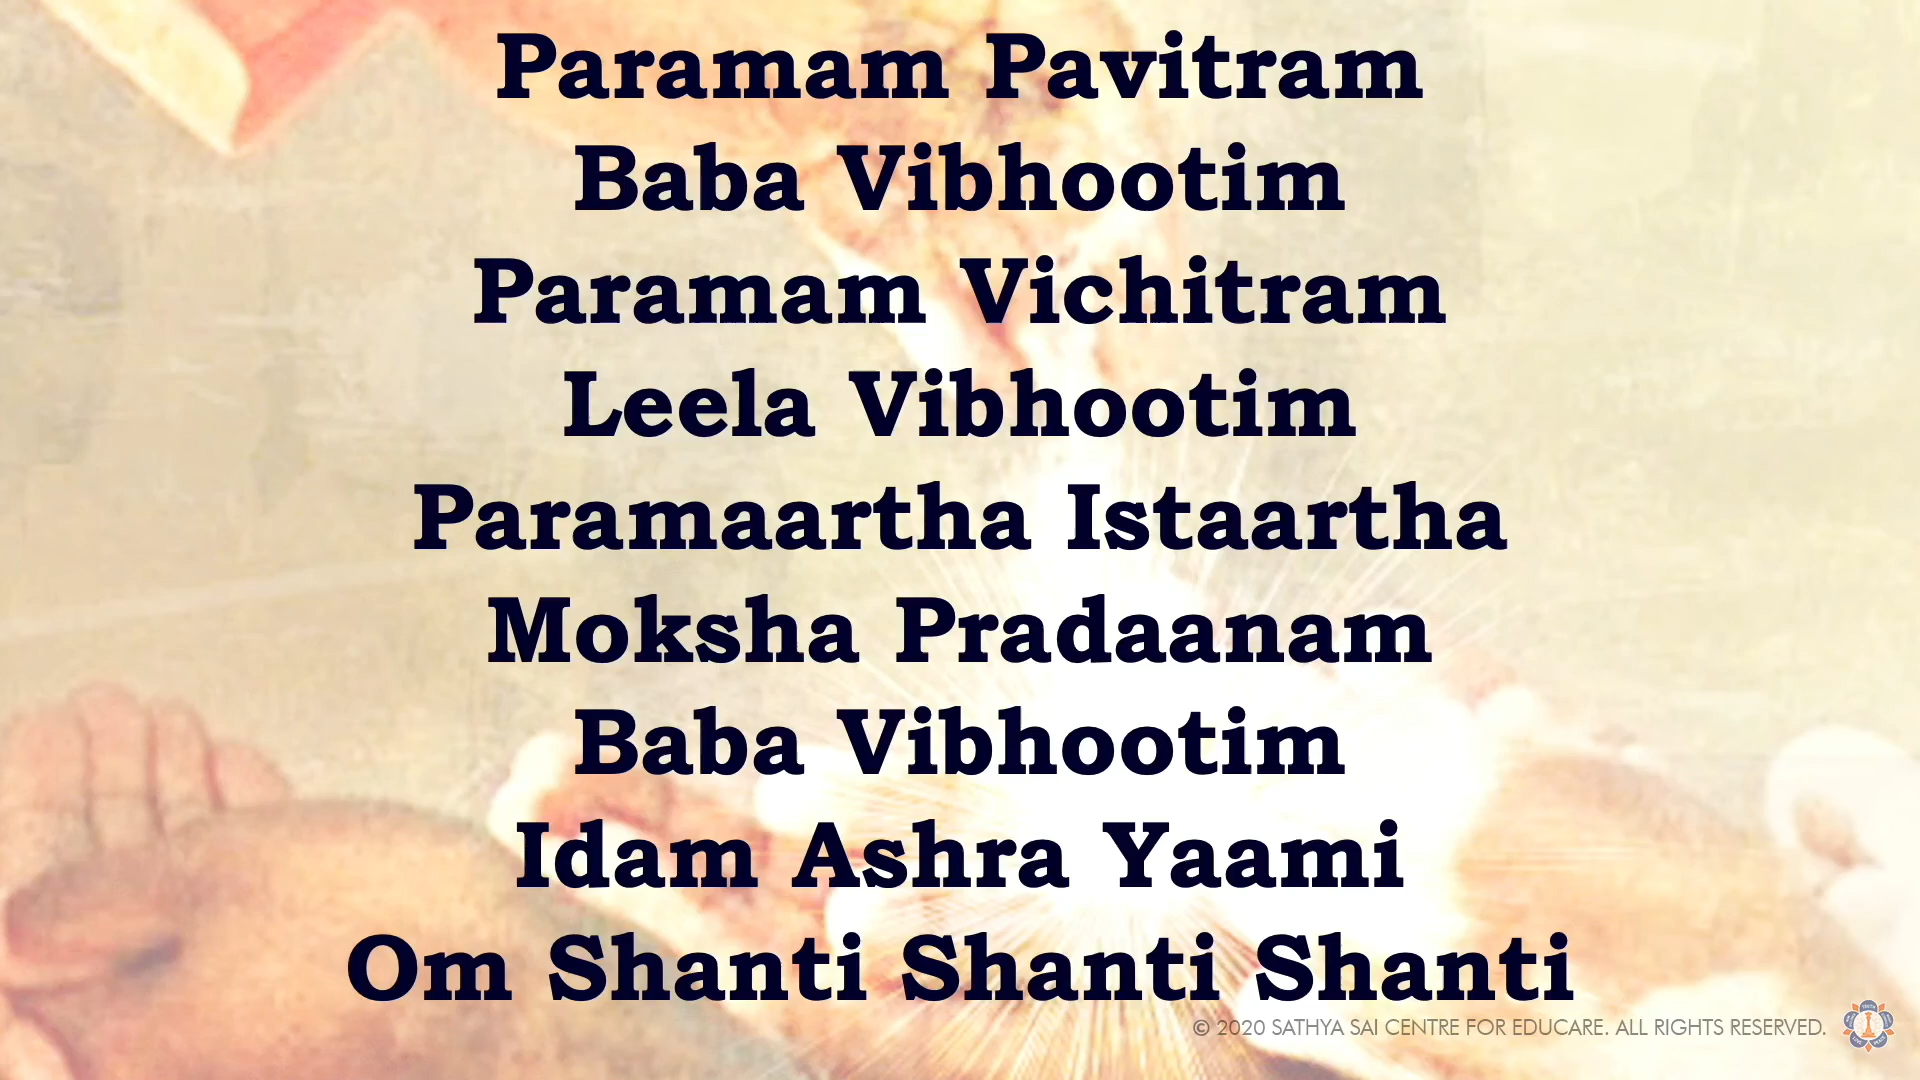 Paramam Pavitram
Baba Vibhootim
Paramam Vichitram
Leela Vibhootim
Paramaartha Istaartha
Moksha Pradaanam
Baba Vibhootim
Idam Ashra Yaami
Om Shanti Shanti Shanti
© 2020 SATHYA SAI CENTRE FOR EDUCARE. ALL RIGHTS RESERVED.